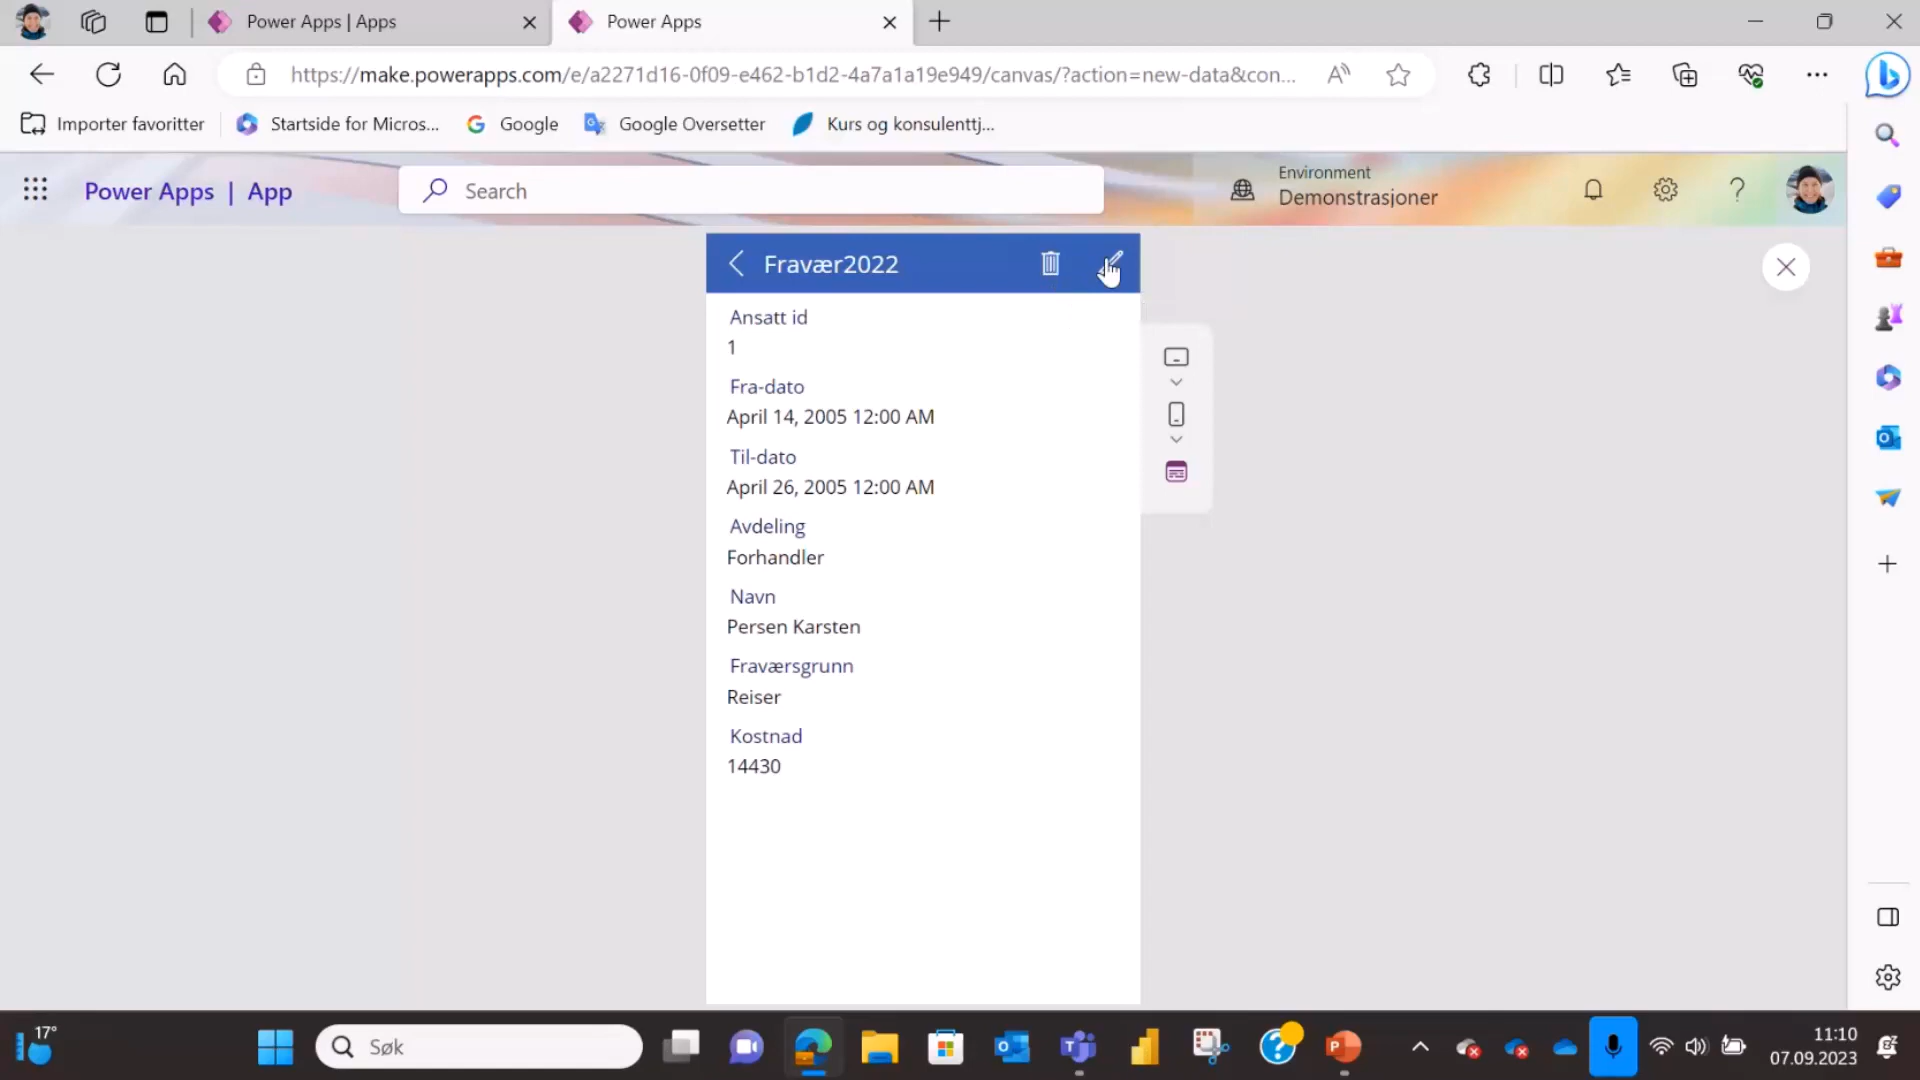 Power Apps | Apps
Power Apps
https://make.powerapps.com/e/a2271d16-0f09-e462-b1d2-4a7a1a19e949/canvas/?action=new-data&con...
Importer favoritter
Startside for Micros...
Google
Google Oversetter
Kurs og konsulenttj...
Power Apps | App
Search
Environment
Demonstrasjoner
Fravær2022
Ansatt id
1
Fra-dato
April 14, 2005 12:00 AM
Til-dato
April 26, 2005 12:00 AM
Avdeling
Forhandler
Navn
Persen Karsten
Fraværsgrunn
Reiser
Kostnad
14430
17°
Søk
11:10
07.09.2023